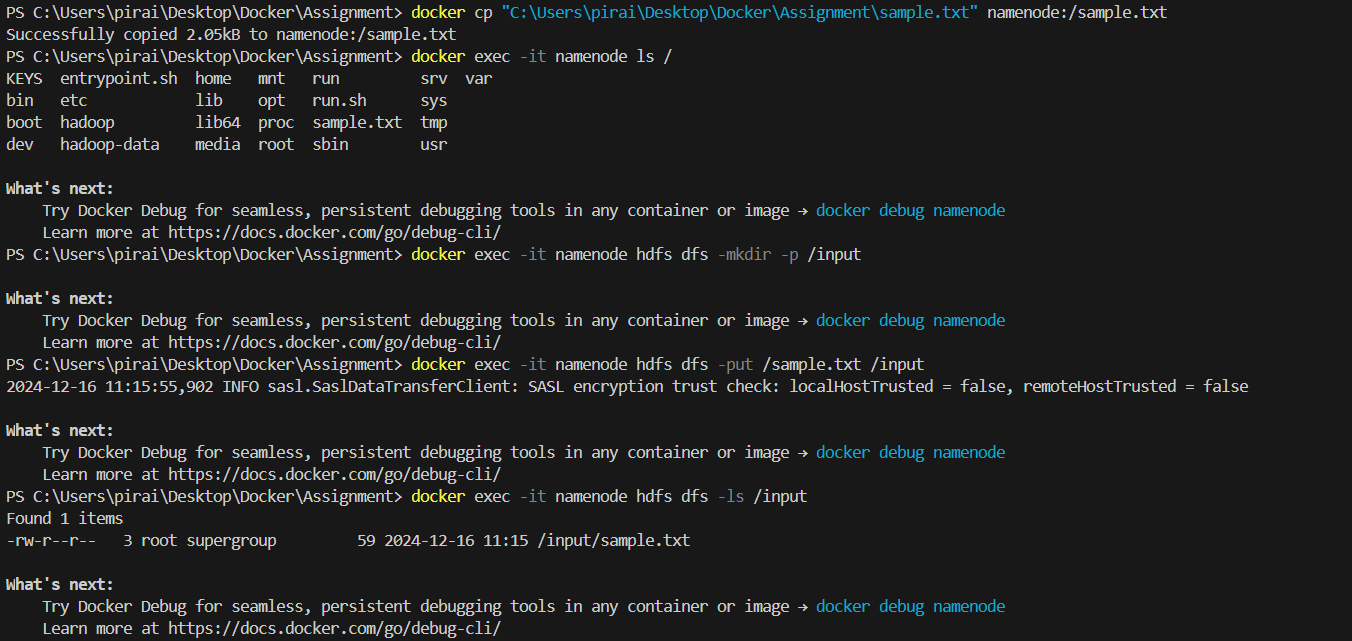 PS C:\Users\pirai\Desktop\Docker\Assignment> docker cp "C:\Users\pirai\Desktop\Docker\Assignment\sample.txt" namenode:/sample.txt
Successfully copied 2.05kB to namenode:/sample.txt
PS C:\Users\pirai\Desktop\Docker\Assignment> docker exec -it namenode ls /
KEYS  entrypoint.sh  home   mnt   run         srv  var
bin   etc            lib    opt   run.sh      sys
boot  hadoop         lib64  proc  sample.txt  tmp
dev   hadoop-data    media  root  sbin        usr
What's next:
    Try Docker Debug for seamless, persistent debugging tools in any container or image → docker debug namenode
    Learn more at https://docs.docker.com/go/debug-cli/
PS C:\Users\pirai\Desktop\Docker\Assignment> docker exec -it namenode hdfs dfs -mkdir -p /input
What's next:
    Try Docker Debug for seamless, persistent debugging tools in any container or image → docker debug namenode
    Learn more at https://docs.docker.com/go/debug-cli/
PS C:\Users\pirai\Desktop\Docker\Assignment> docker exec -it namenode hdfs dfs -put /sample.txt /input
2024-12-16 11:15:55,902 INFO sasl.SaslDataTransferClient: SASL encryption trust check: localHostTrusted = false, remoteHostTrusted = false
What's next:
    Try Docker Debug for seamless, persistent debugging tools in any container or image → docker debug namenode
    Learn more at https://docs.docker.com/go/debug-cli/
PS C:\Users\pirai\Desktop\Docker\Assignment> docker exec -it namenode hdfs dfs -ls /input
Found 1 items
-rw-r--r--   3 root supergroup         59 2024-12-16 11:15 /input/sample.txt
What's next:
    Try Docker Debug for seamless, persistent debugging tools in any container or image → docker debug namenode
    Learn more at https://docs.docker.com/go/debug-cli/